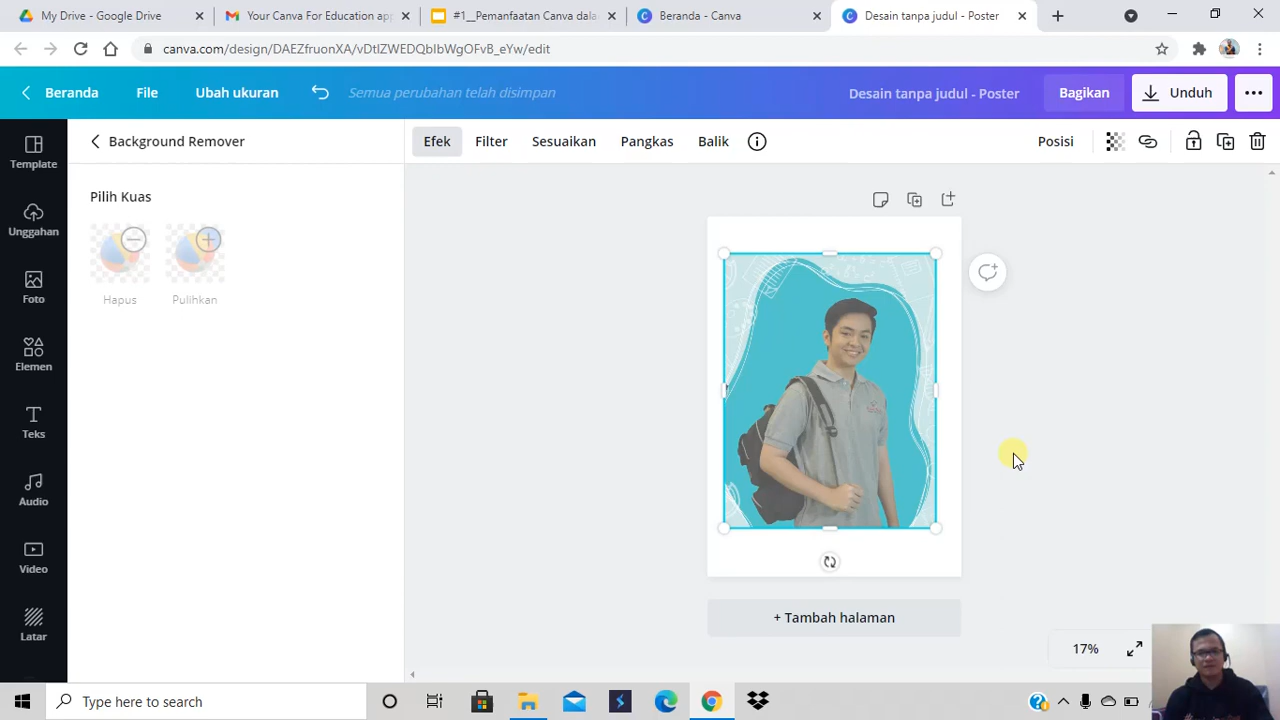 My Drive - Google Drive
Your Canva For Education ap
#1__Pemanfaatan Canva dala
Beranda - Canva
Desain tanpa judul - Poster
canva.com/design/DAEZfruonXA/vDtIZWEDQbIbWgOFv8_eYw/edit
Beranda
File
Ubah ukuran
Semua perubahan telah disimpan
Desain tanpa judul - Poster
Bagikan
Unduh
Template
Unggahan
Foto
Elemen
Teks
Audio
Video
Latar
Background Remover
Pilih Kuas
Hapus
Pulihkan
Efek
Filter
Sesuaikan
Pangkas
Balik
Posisi
+ Tambah halaman
17%
Type here to search